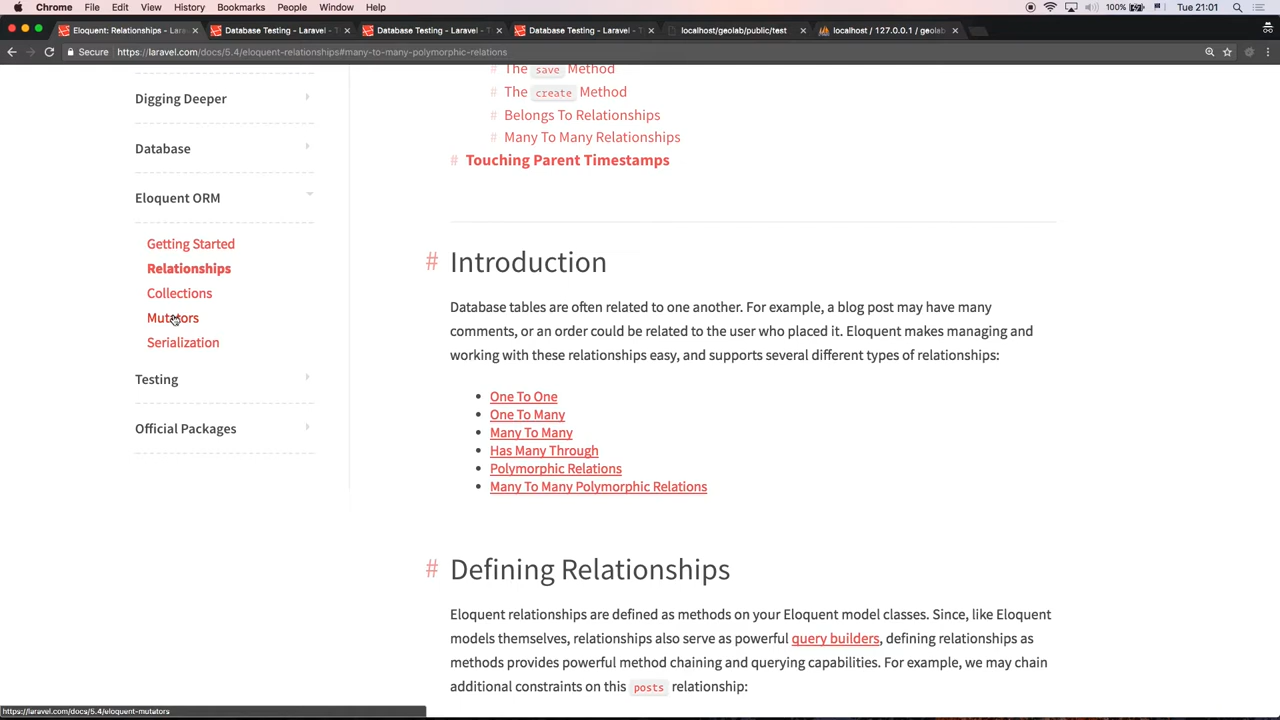 Chrome File Edit View History Bookmarks People Window Help 100% Tue 21:01
Eloquent: Relationships - Lara Database Testing - Laravel - T Database Testing - Laravel - T Database Testing - Laravel - T localhost/geolab/public/test localhost / 127.0.0.1 / geolab
Secure https://laravel.com/docs/5.4/eloquent-relationships#many-to-many-polymorphic-relations
# The save Method
Digging Deeper
# The create Method
# Belongs To Relationships
# Many To Many Relationships
Database
# Touching Parent Timestamps
Eloquent ORM
Getting Started
Relationships
Collections
Mutators
Serialization
Testing
Official Packages
# Introduction
Database tables are often related to one another. For example, a blog post may have many
comments, or an order could be related to the user who placed it. Eloquent makes managing and
working with these relationships easy, and supports several different types of relationships:
• One To One
• One To Many
• Many To Many
• Has Many Through
• Polymorphic Relations
• Many To Many Polymorphic Relations
# Defining Relationships
Eloquent relationships are defined as methods on your Eloquent model classes. Since, like Eloquent
models themselves, relationships also serve as powerful query builders, defining relationships as
methods provides powerful method chaining and querying capabilities. For example, we may chain
additional constraints on this posts relationship:
https://laravel.com/docs/5.4/eloquent-mutators